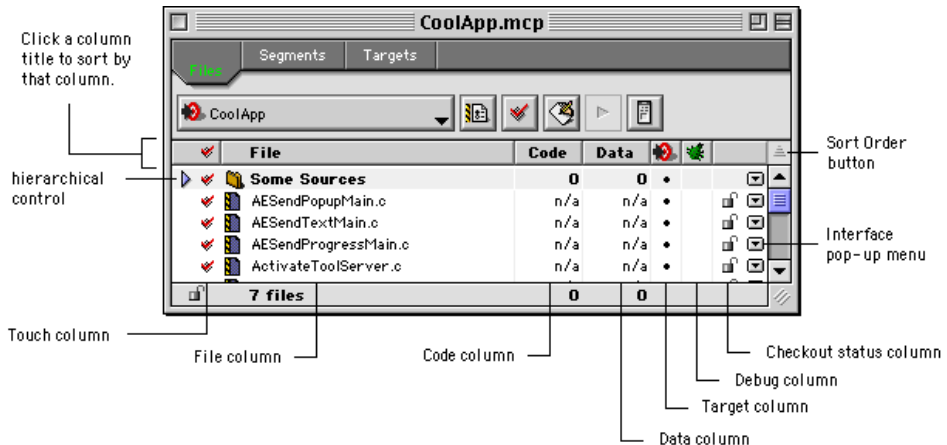 CoolApp.mcp
Click a column
title to sort by
that column.
Files
Segments
Targets
CoolApp
File Code Data
Sort Order
button
hierarchical
control
Some Sources 0 0
AESendPopupMain.c n/a n/a
AESendTextMain.c n/a n/a
AESendProgressMain.c n/a n/a
ActivateToolServer.c n/a n/a
Interface
pop-up menu
7 files 0 0
Touch column
File column
Code column
Checkout status column
Debug column
Target column
Data column